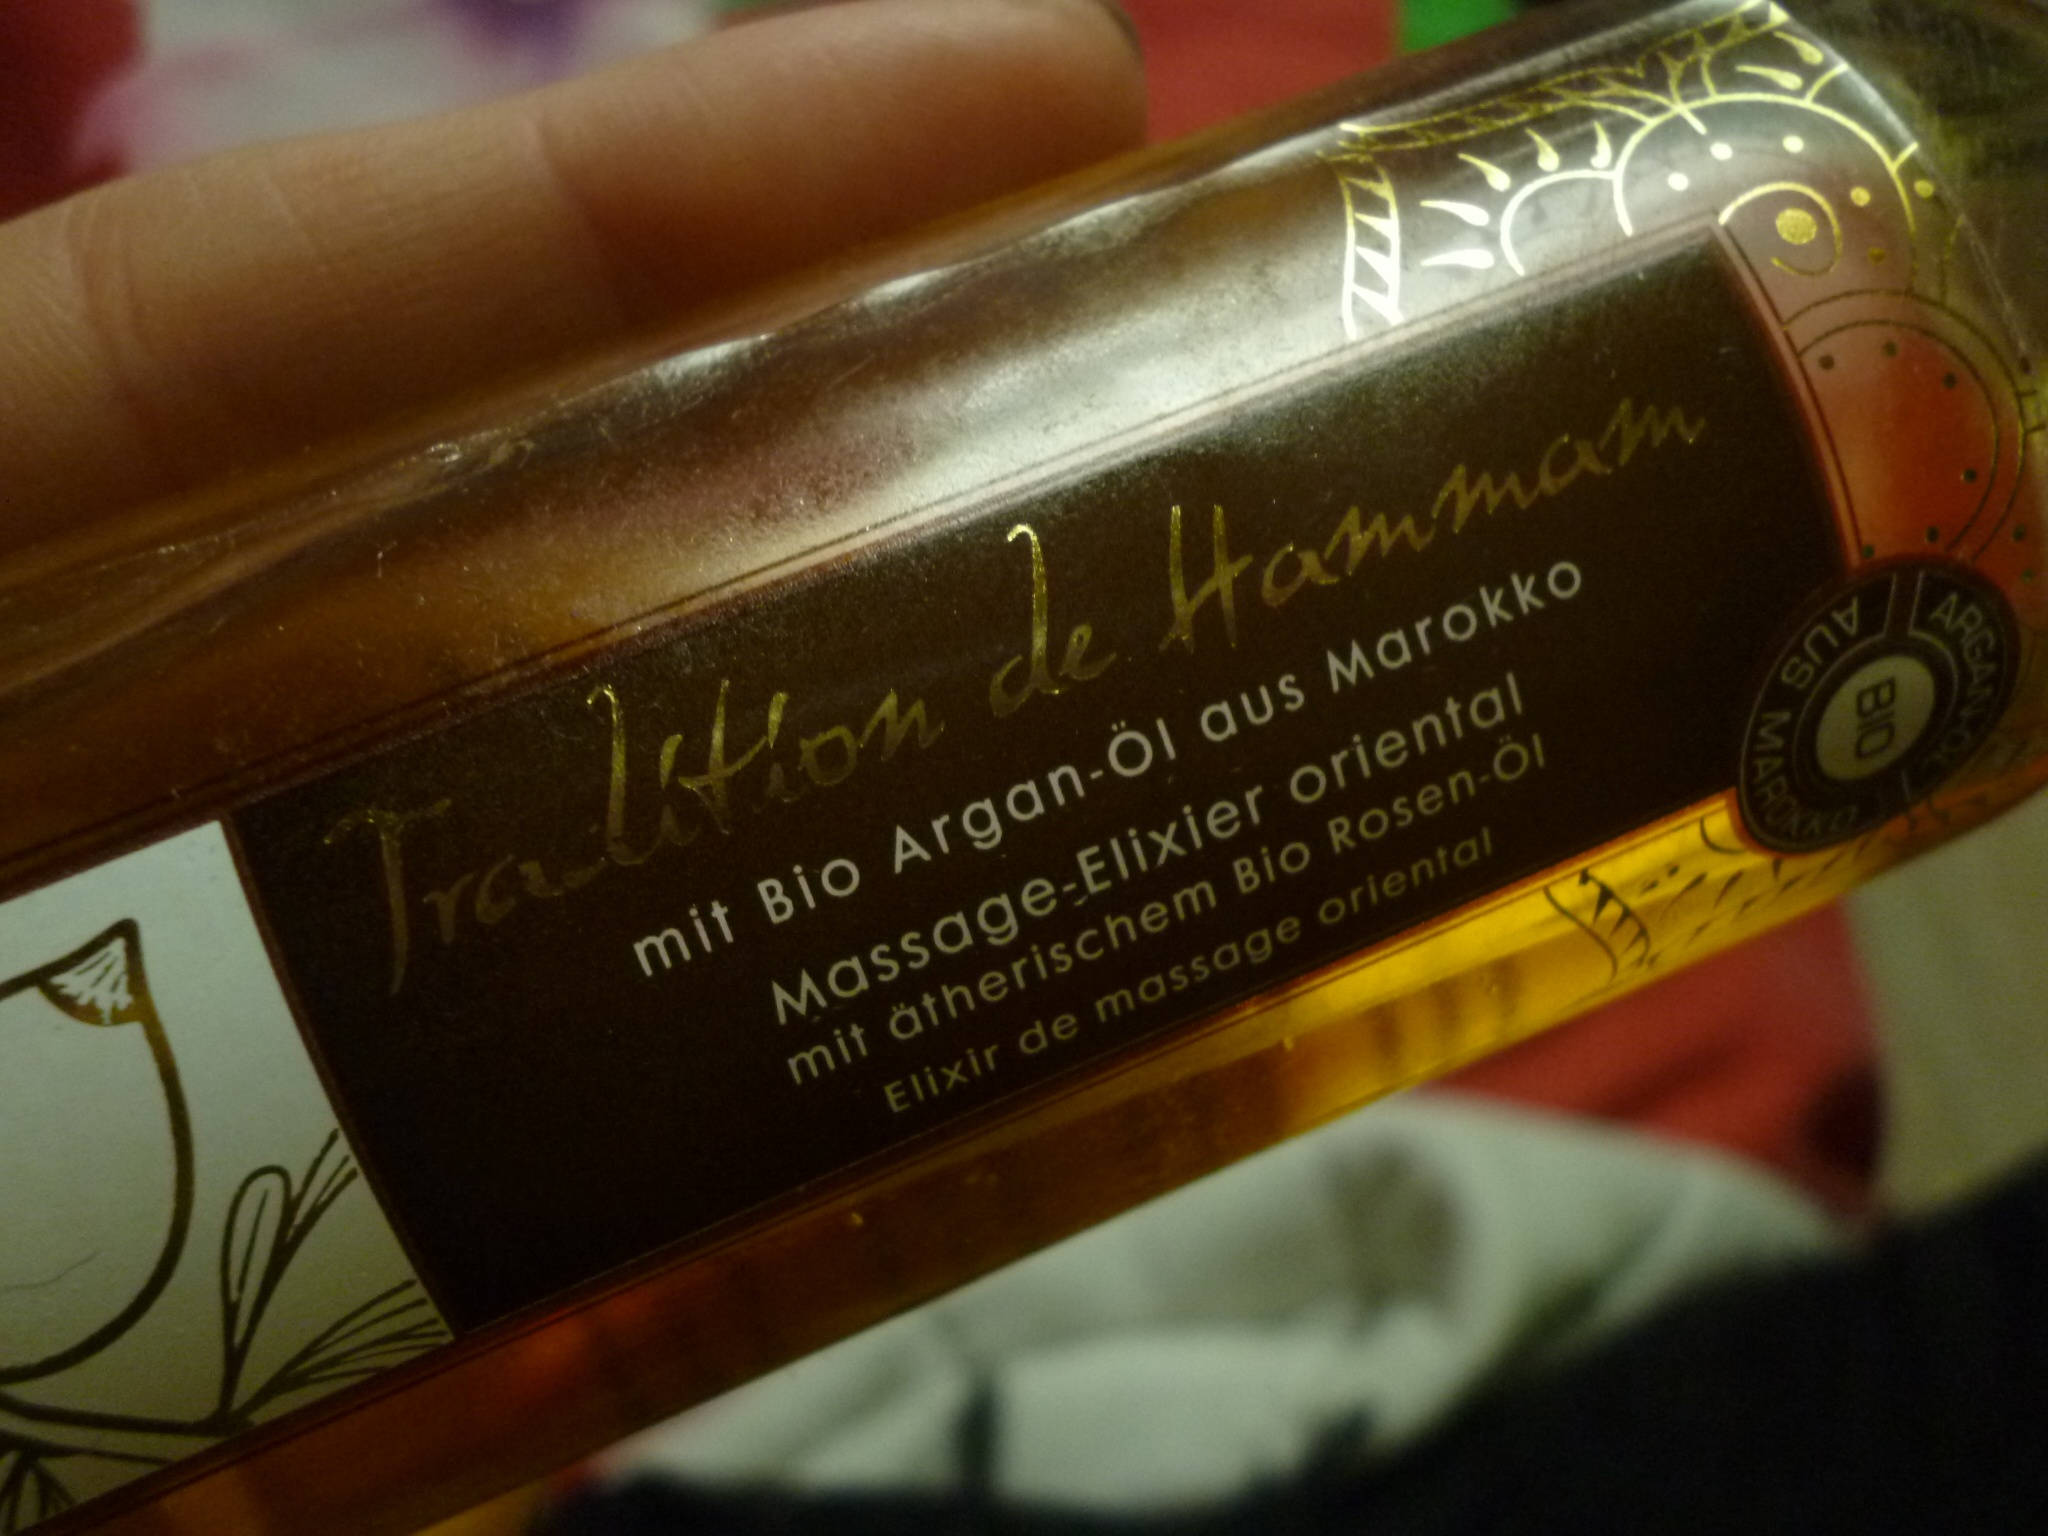 Tradition de Hammam
mit Bio Argan-Öl aus Marokko
Massage-Elixier oriental
mit ätherischem Bio Rosen-Öl
Elixir de massage oriental
ARGAN-ÖL
BIO
AUS MAROKKO